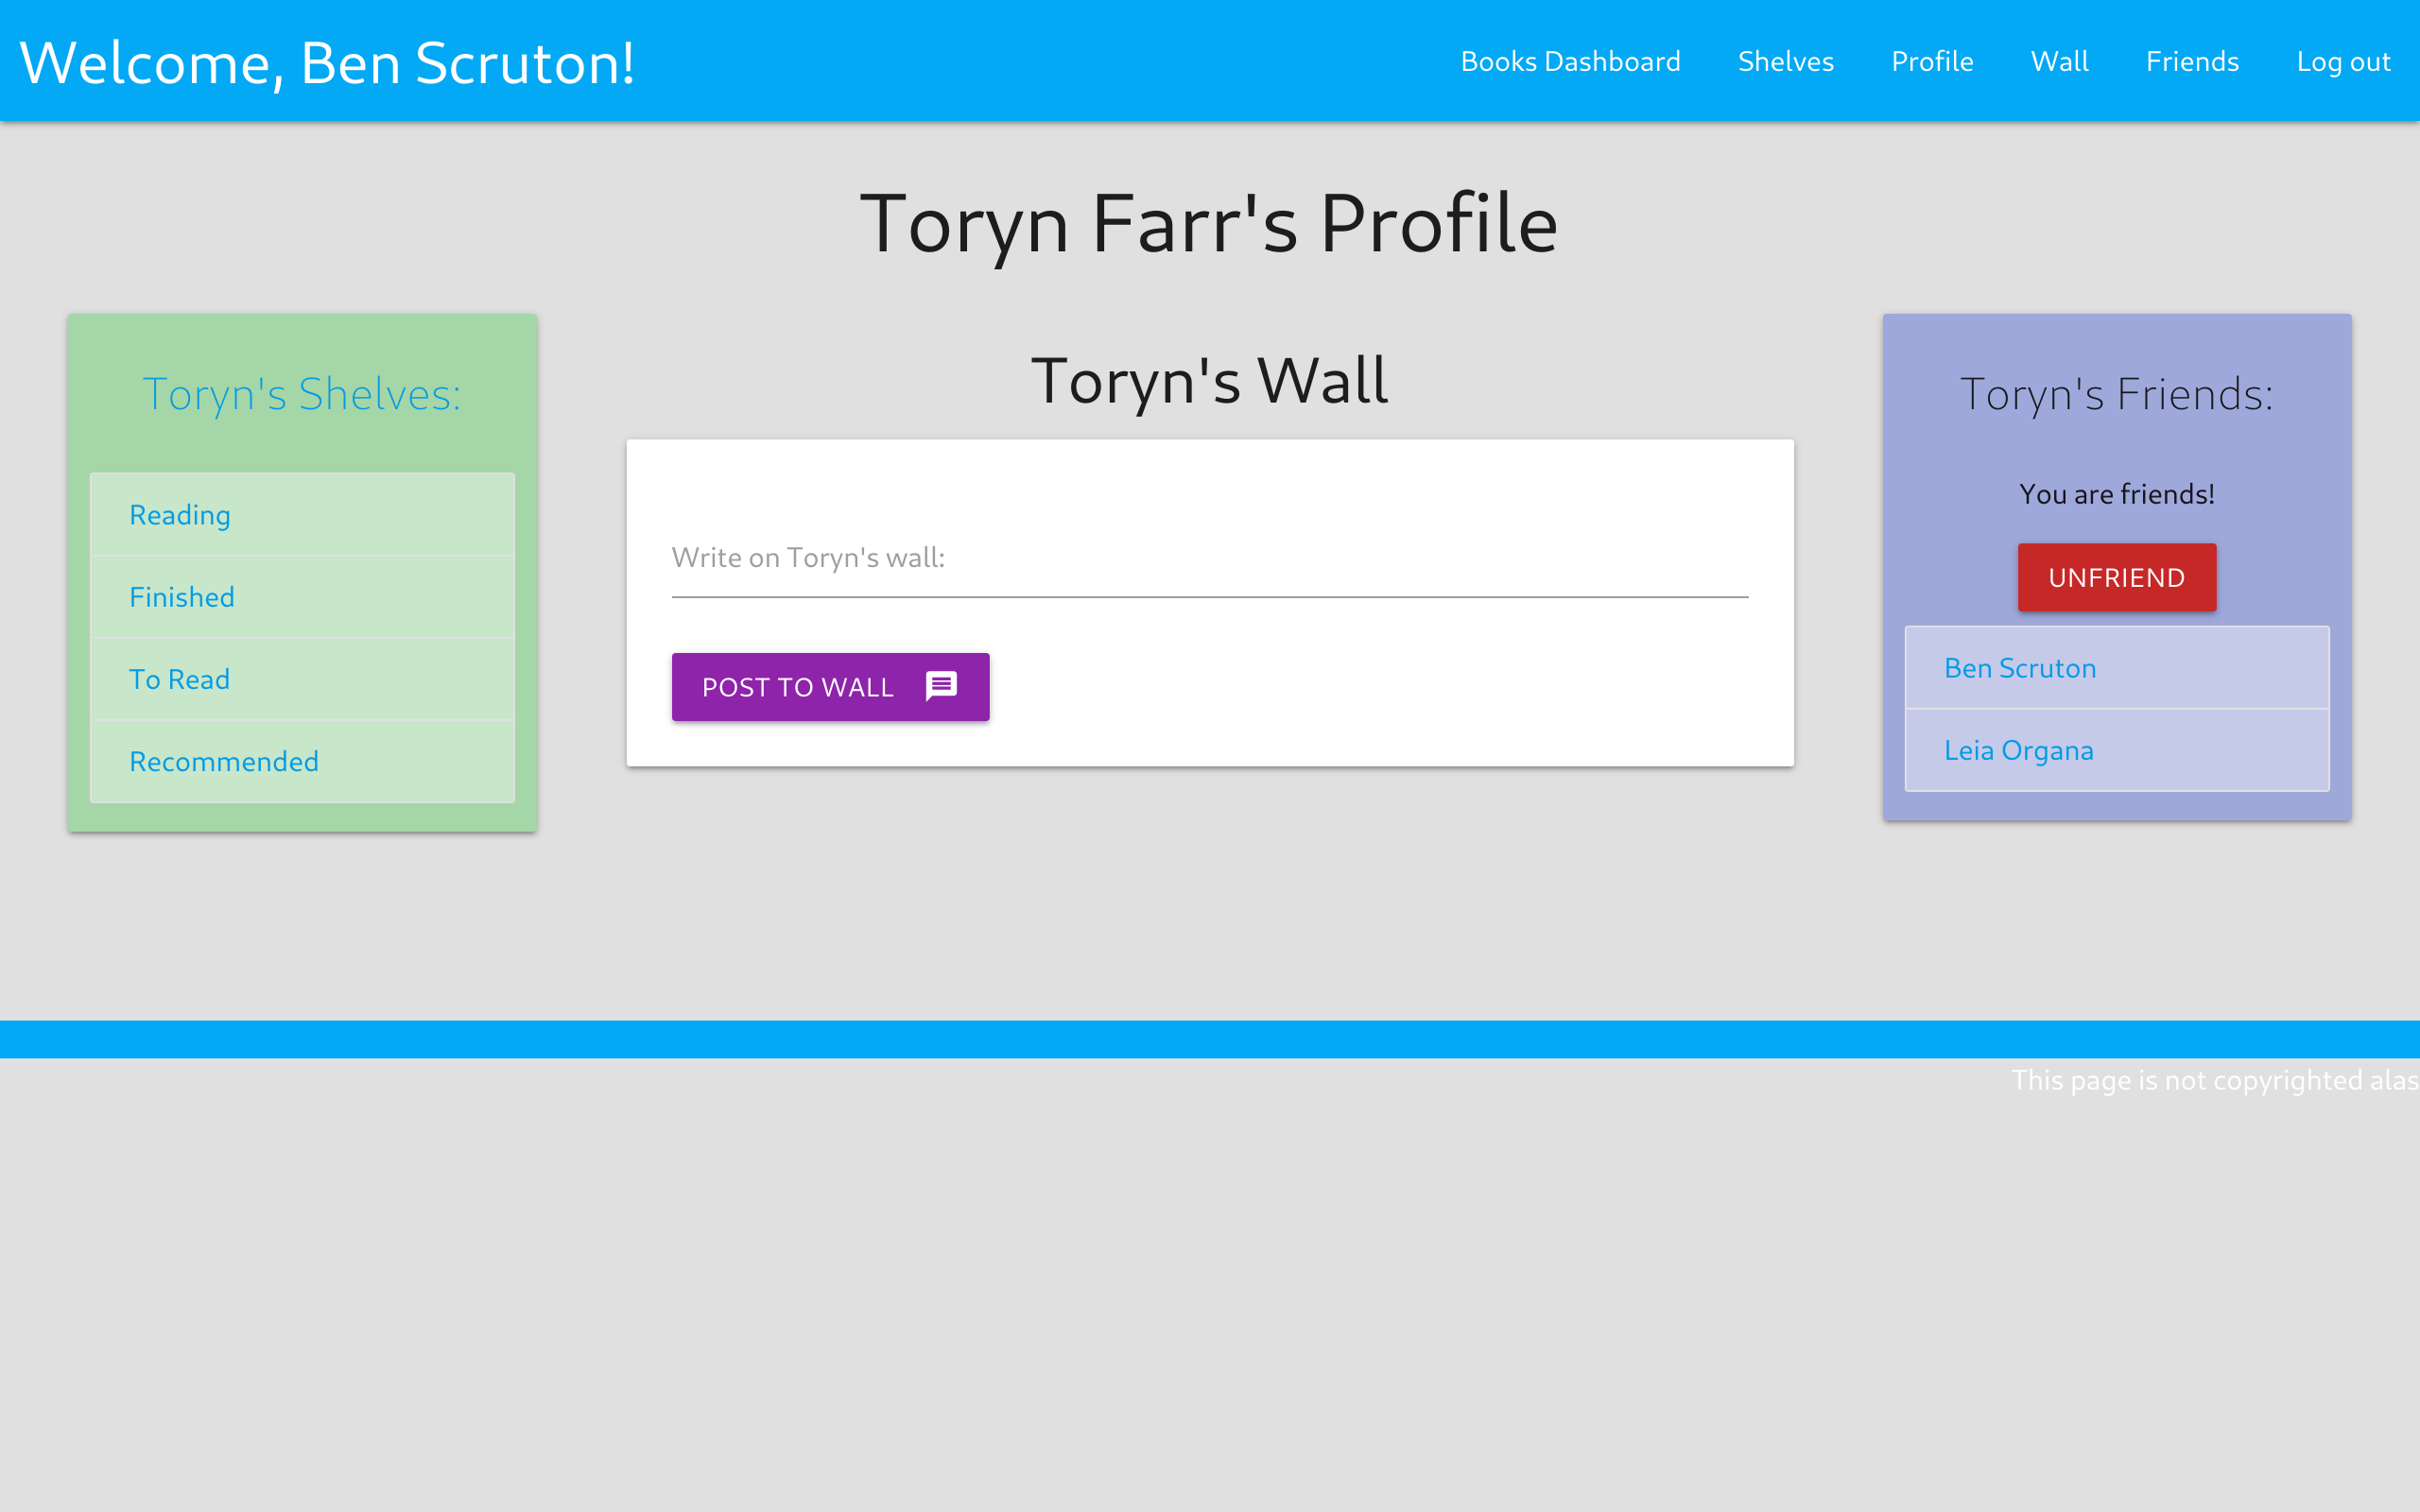 Welcome, Ben Scruton!
Books Dashboard Shelves Profile Wall Friends Log out
Toryn Farr's Profile
Toryn's Shelves:
Reading
Finished
To Read
Recommended
Toryn's Wall
Write on Toryn's wall:
POST TO WALL
Toryn's Friends:
You are friends!
UNFRIEND
Ben Scruton
Leia Organa
This page is not copyrighted alas